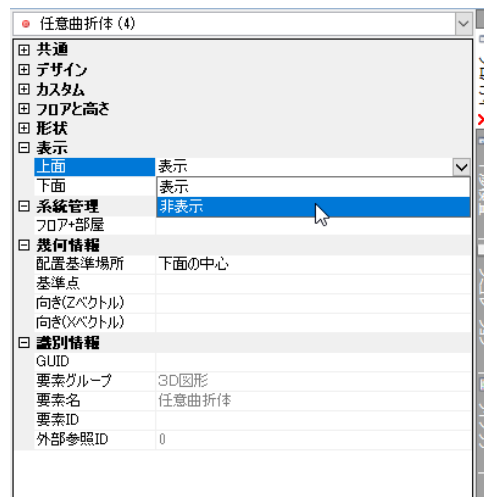 任意曲折体 (4)
共通
デザイン
カスタム
フロアと高さ
形状
表示
上面 表示
下面 表示
系統管理 非表示
フロア+部屋
幾何情報
配置基準場所 下面の中心
基準点
向き(Zベクトル)
向き(Xベクトル)
識別情報
GUID
要素グループ 3D図形
要素名 任意曲折体
要素ID
外部参照ID 0